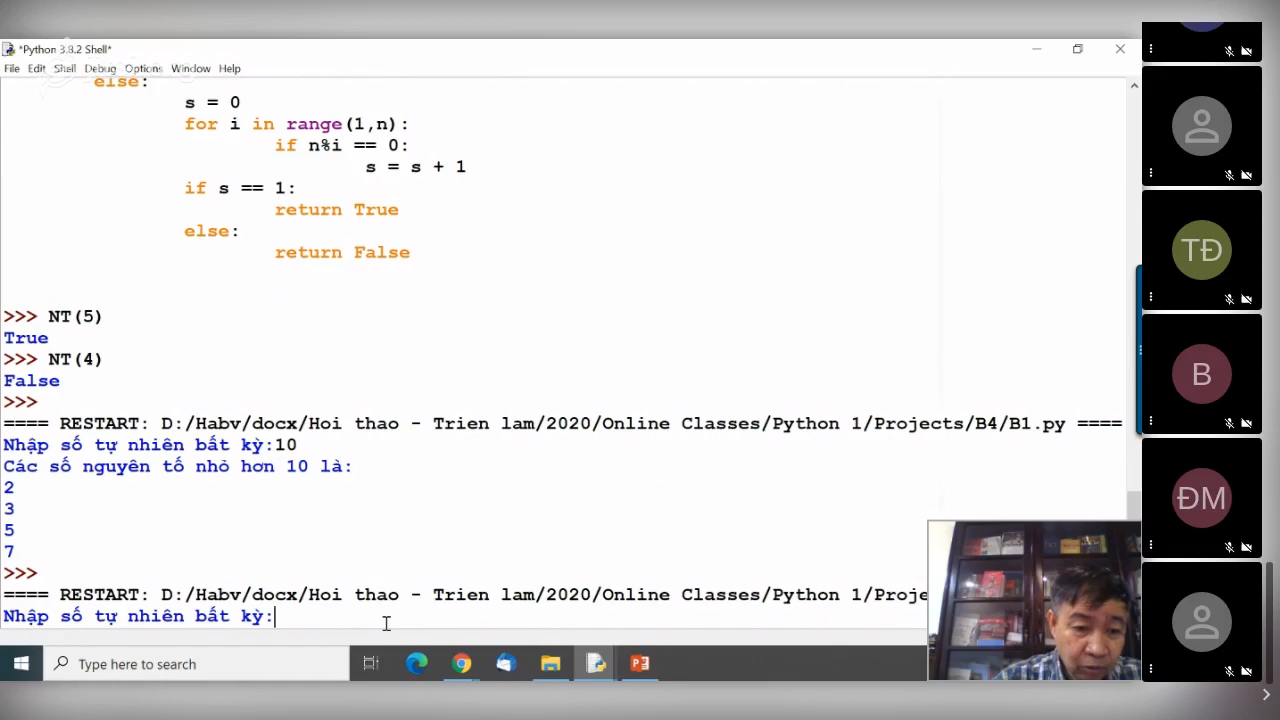 *Python 3.8.2 Shell*
File Edit Shell Debug Options Window Help
else:
s = 0
for i in range(1,n):
if n%i == 0:
s = s + 1
if s == 1:
return True
else:
return False
>>> NT(5)
True
>>> NT(4)
False
>>>
==== RESTART: D:/Habv/docx/Hoi thao - Trien lam/2020/Online Classes/Python 1/Projects/B4/B1.py ====
Nhập số tự nhiên bất kỳ:10
Các số nguyên tố nhỏ hơn 10 là:
2
3
5
7
>>>
==== RESTART: D:/Habv/docx/Hoi thao - Trien lam/2020/Online Classes/Python 1/Proje
Nhập số tự nhiên bất kỳ:
Type here to search
TĐ
B
ĐM